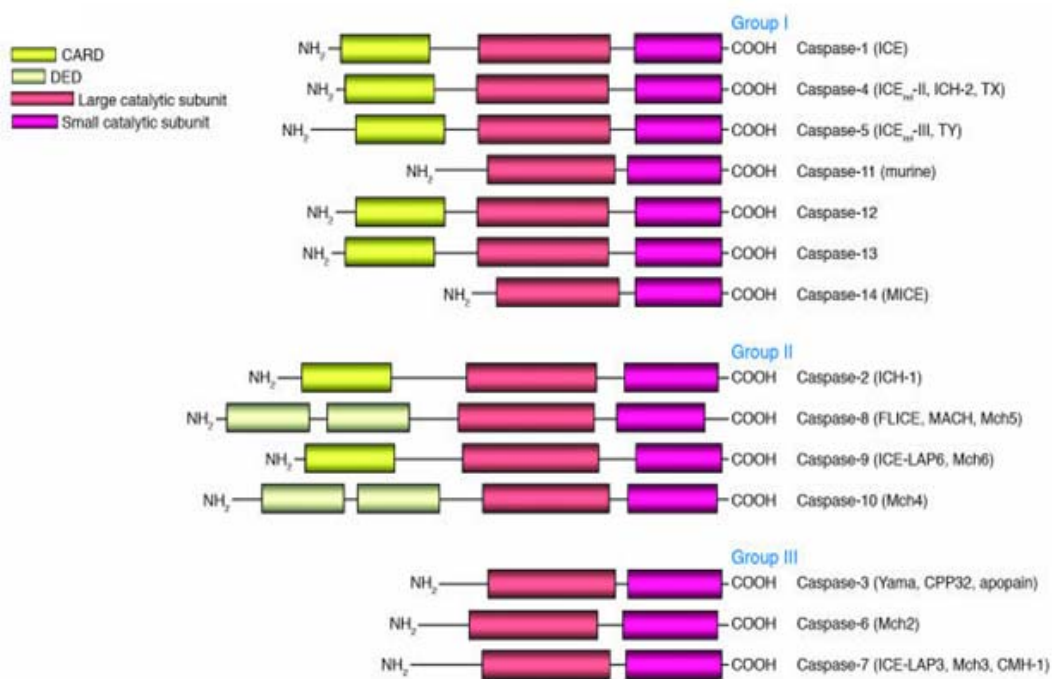 CARD
DED
Large catalytic subunit
Small catalytic subunit
Group I
NH2 COOH Caspase-1 (ICE)
NH2 COOH Caspase-4 (ICErel-II, ICH-2, TX)
NH2 COOH Caspase-5 (ICErel-III, TY)
NH2 COOH Caspase-11 (murine)
NH2 COOH Caspase-12
NH2 COOH Caspase-13
NH2 COOH Caspase-14 (MICE)
Group II
NH2 COOH Caspase-2 (ICH-1)
NH2 COOH Caspase-8 (FLICE, MACH, Mch5)
NH2 COOH Caspase-9 (ICE-LAP6, Mch6)
NH2 COOH Caspase-10 (Mch4)
Group III
NH2 COOH Caspase-3 (Yama, CPP32, apopain)
NH2 COOH Caspase-6 (Mch2)
NH2 COOH Caspase-7 (ICE-LAP3, Mch3, CMH-1)